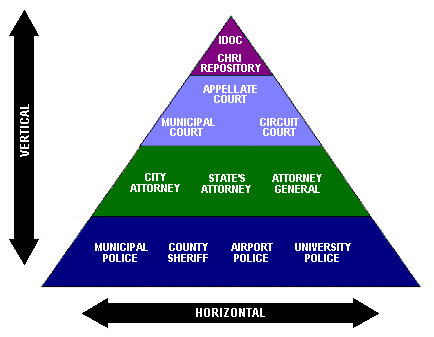 IDOC
CHRI
REPOSITORY
APPELLATE
COURT
MUNICIPAL
COURT
CIRCUIT
COURT
CITY
ATTORNEY
STATE'S
ATTORNEY
ATTORNEY
GENERAL
MUNICIPAL
POLICE
COUNTY
SHERIFF
AIRPORT
POLICE
UNIVERSITY
POLICE
VERTICAL
HORIZONTAL